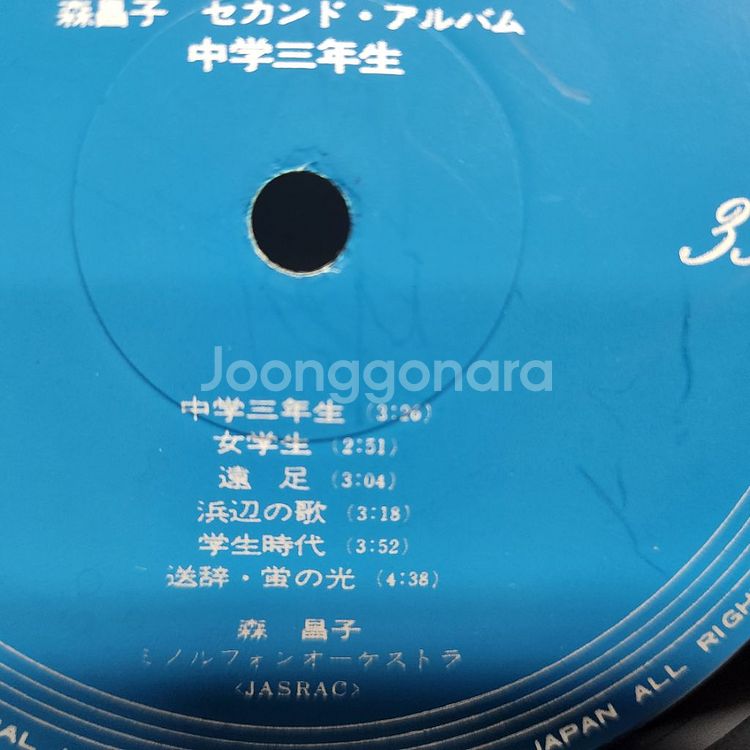 森昌子 セカンド・アルバム
中学三年生
33
Joonggonara
中学三年生 (3:26)
女学生 (2:51)
遠足 (3:04)
浜辺の歌 (3:18)
学生時代 (3:52)
送辞・蛍の光 (4:38)
森 昌子
ミノルフォンオーケストラ
<JASRAC>
JAPAN ALL RIGH